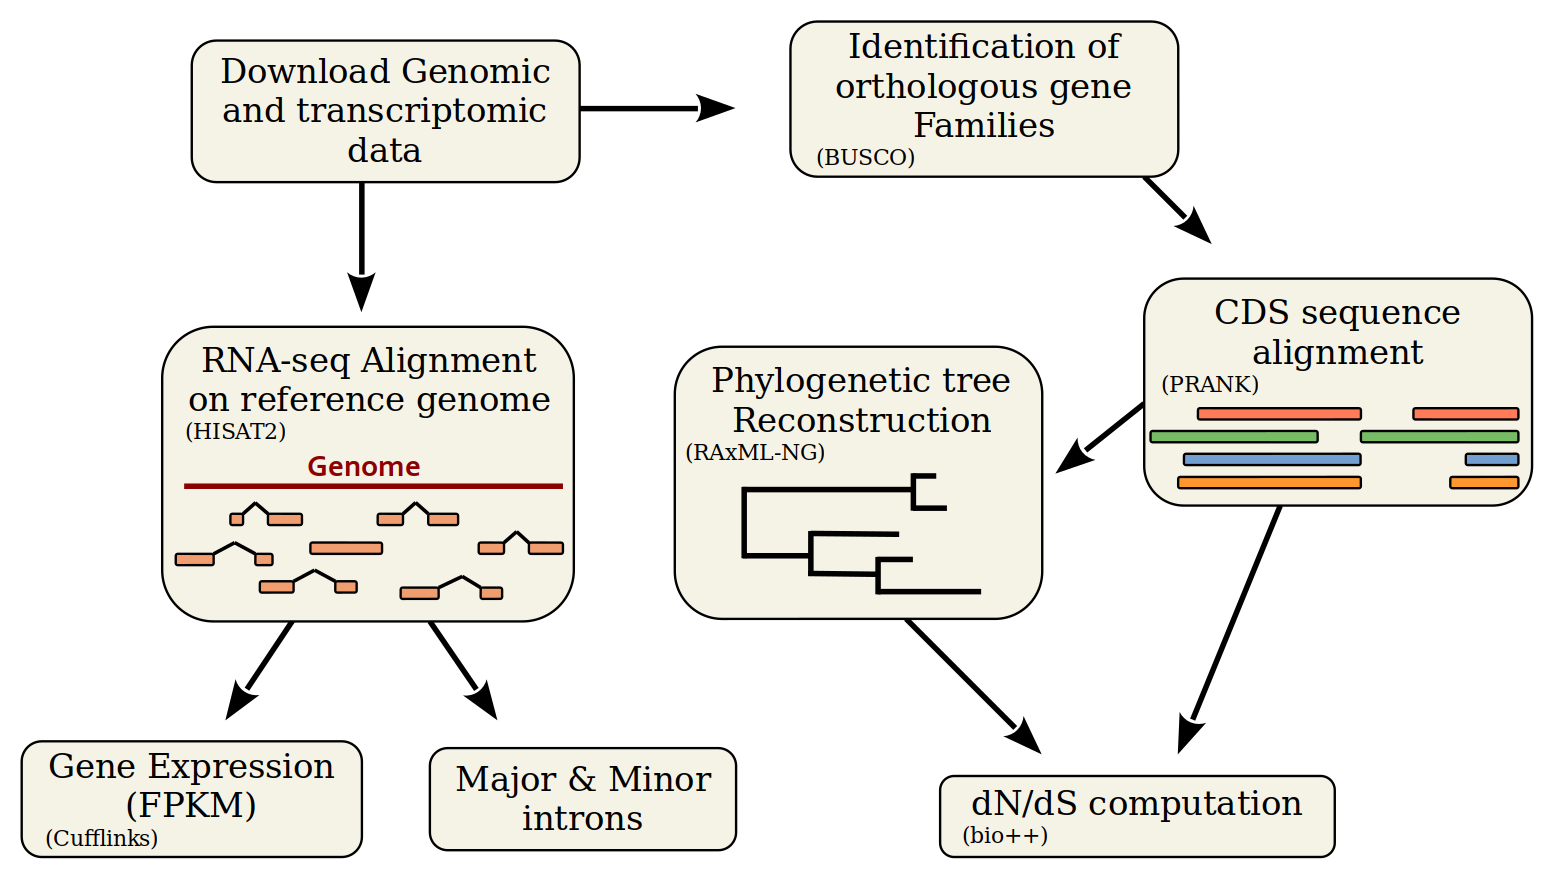 Download Genomic
and transcriptomic
data
Identification of
orthologous gene
Families
(BUSCO)
CDS sequence
alignment
(PRANK)
RNA-seq Alignment
on reference genome
(HISAT2)
Genome
Phylogenetic tree
Reconstruction
(RAxML-NG)
Gene Expression
(FPKM)
(Cufflinks)
Major & Minor
introns
dN/dS computation
(bio++)